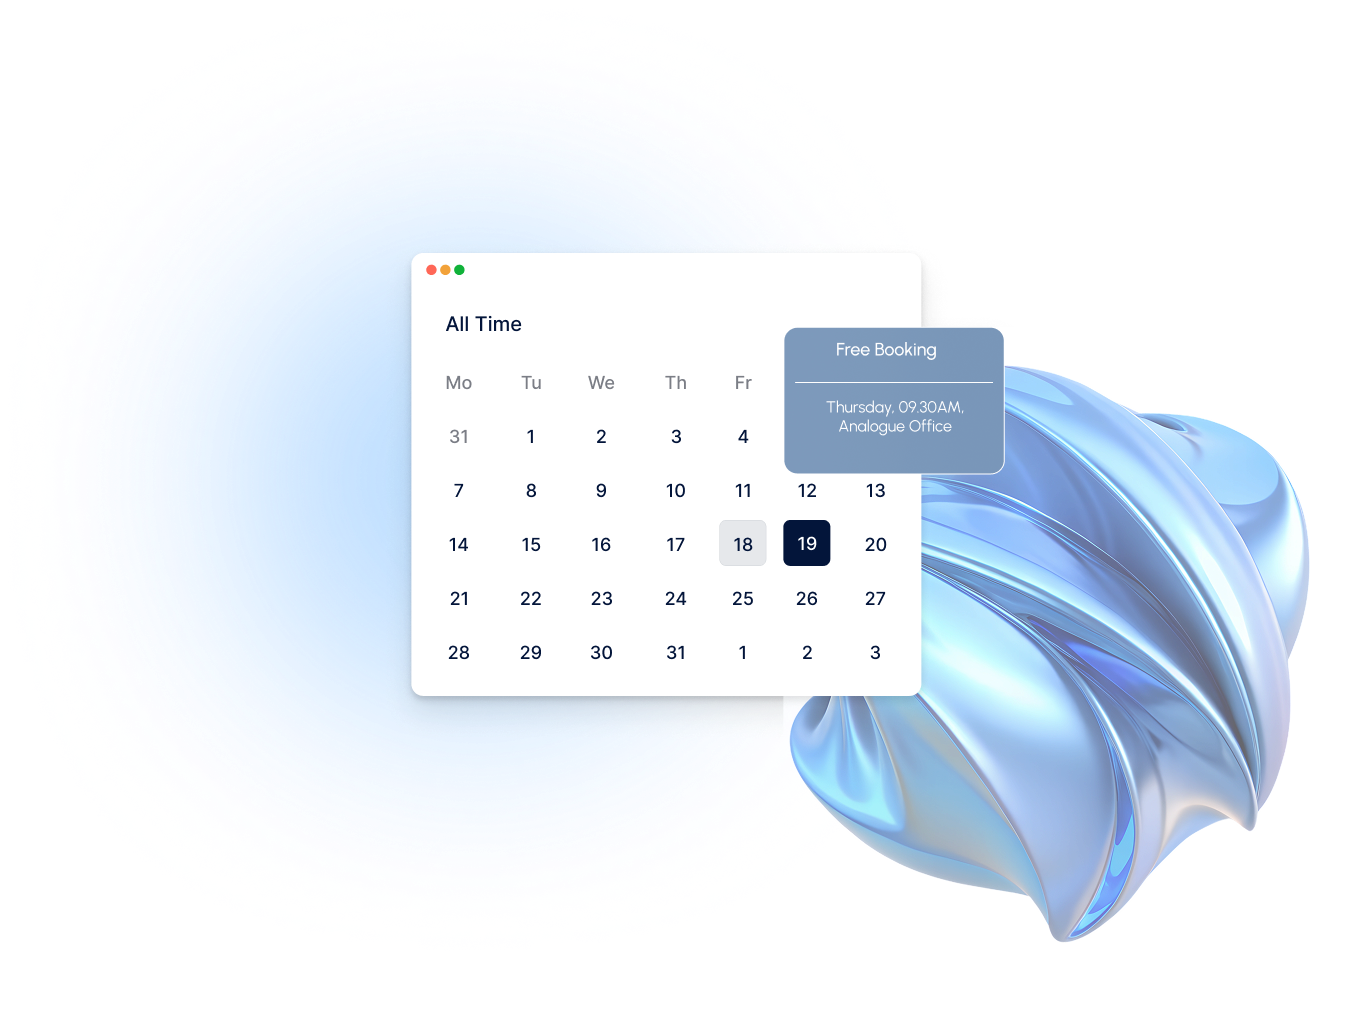 All Time
Free Booking
Thursday, 09.30AM,
Analogue Office
Mo Tu We Th Fr
31 1 2 3 4
7 8 9 10 11 12 13
14 15 16 17 18 19 20
21 22 23 24 25 26 27
28 29 30 31 1 2 3